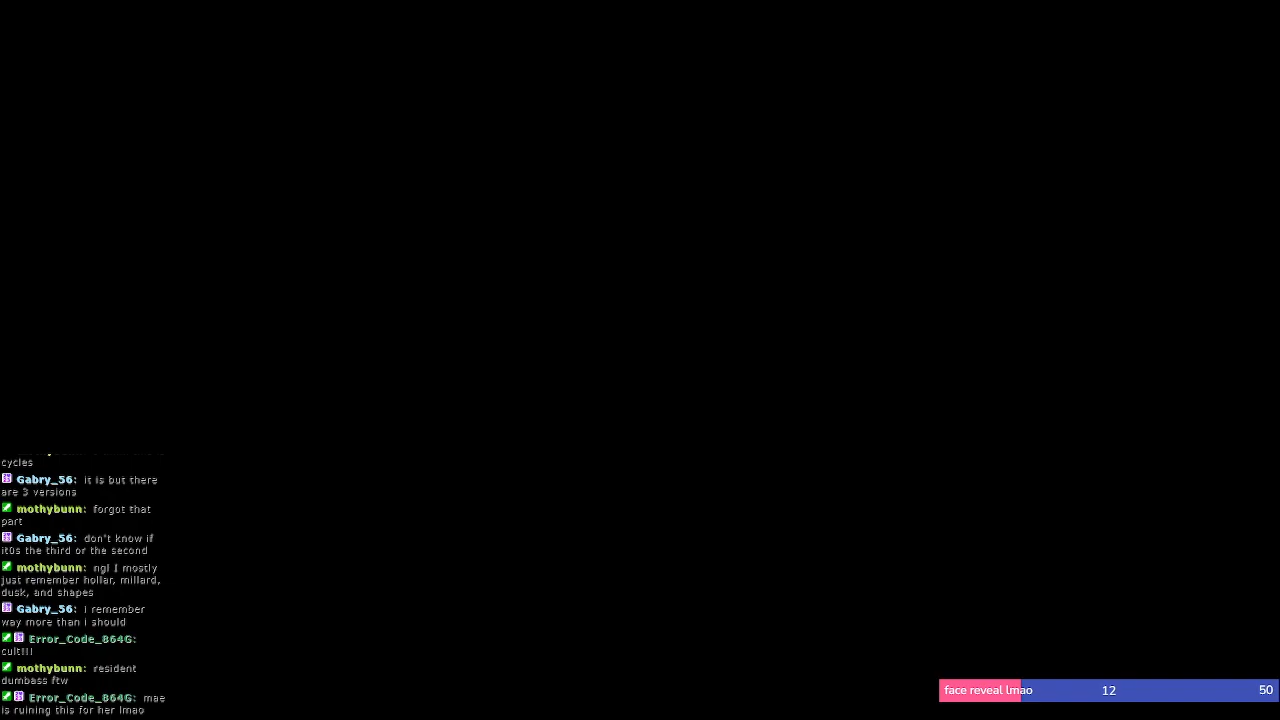 cycles
Gabry_56: it is but there
are 3 versions
mothybunn: forgot that
part
Gabry_56: don't know if
it0s the third or the second
mothybunn: ngl I mostly
just remember hollar, millard,
dusk, and shapes
Gabry_56: i remember
way more than i should
Error_Code_864G:
cult!!!
mothybunn: resident
dumbass ftw
Error_Code_864G: mae
is ruining this for her lmao
face reveal lmao 12 50